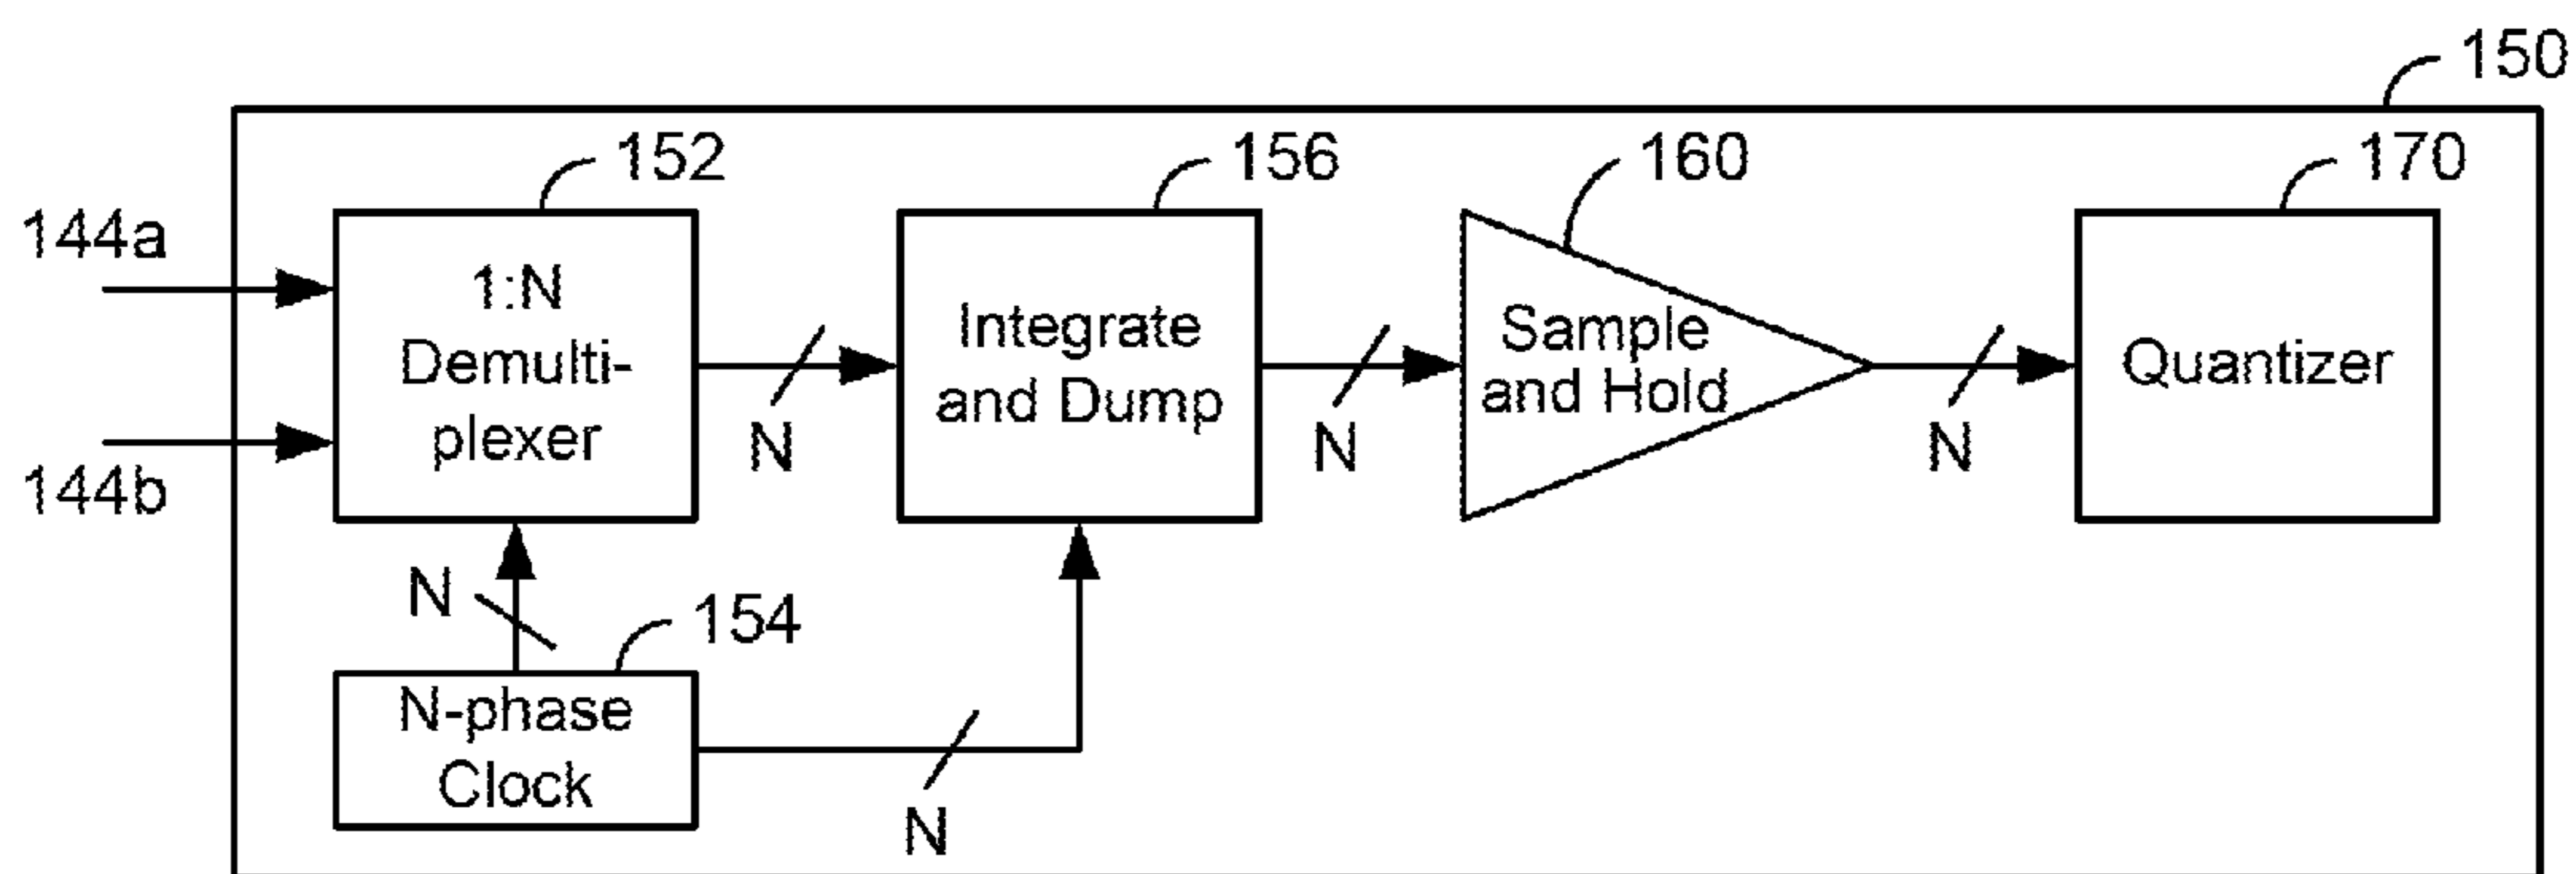 150
152
156
160
170
144a
144b
1:N
Demulti-
plexer
N
Integrate
and Dump
N
Sample
and Hold
N
Quantizer
N
154
N-phase
Clock
N